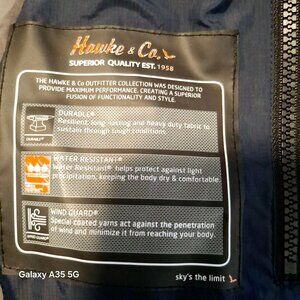 Hawke & Co.
SUPERIOR QUALITY EST. 1958
THE HAWKE & Co OUTFITTER COLLECTION WAS DESIGNED TO
PROVIDE MAXIMUM PERFORMANCE. CREATING A SUPERIOR
FUSION OF FUNCTIONALITY AND STYLE.
DURABLE®
Resilient, long-lasting and heavy duty fabric to
sustain through tough conditions.
DURABLE®
WATER RESISTANT®
Water Resistant® helps protect against light
precipitation, keeping the body dry & comfortable.
WIND GUARD®
Special coated yarns act against the penetration
of wind and minimize it from reaching your body.
WIND GUARD®
sky's the limit
Galaxy A35 5G